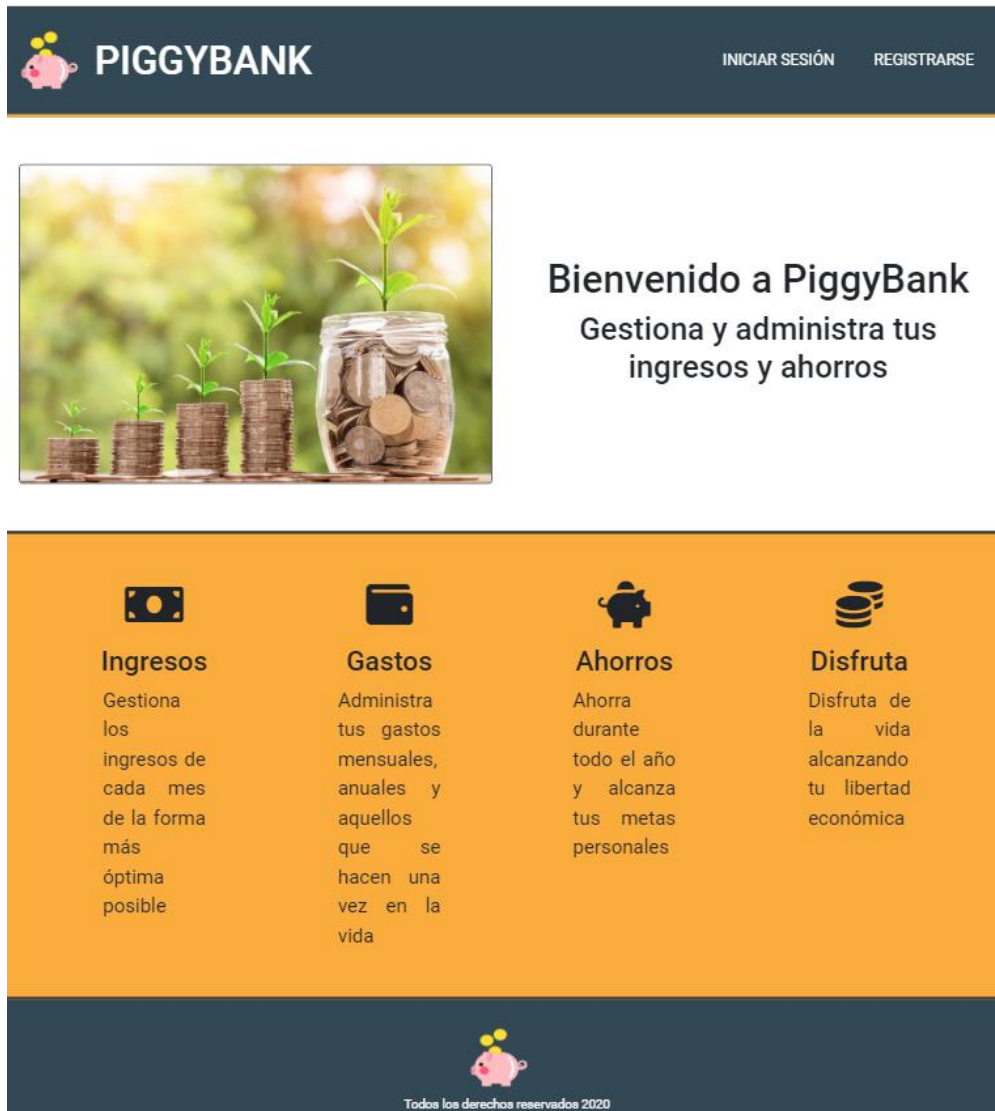 PIGGYBANK
INICIAR SESIÓN
REGISTRARSE
Bienvenido a PiggyBank
Gestiona y administra tus
ingresos y ahorros
Ingresos
Gestiona
los
ingresos de
cada mes
de la forma
más
óptima
posible
Gastos
Administra
tus gastos
mensuales,
anuales y
aquellos
que se
hacen una
vez en la
vida
Ahorros
Ahorra
durante
todo el año
y alcanza
tus metas
personales
Disfruta
Disfruta de
la vida
alcanzando
tu libertad
económica
Todos los derechos reservados 2020